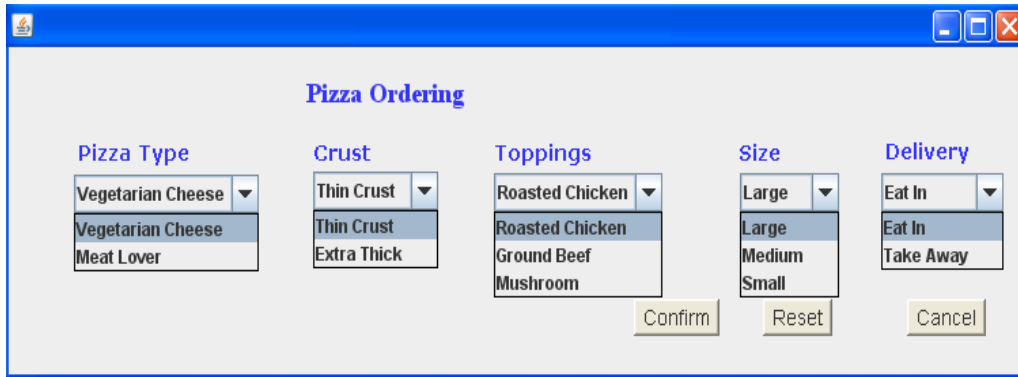 Pizza Ordering
Pizza Type Crust Toppings Size Delivery
Vegetarian Cheese Thin Crust Roasted Chicken Large Eat In
Vegetarian Cheese Thin Crust Roasted Chicken Large Eat In
Meat Lover Extra Thick Ground Beef Medium Take Away
Mushroom Small
Confirm Reset Cancel